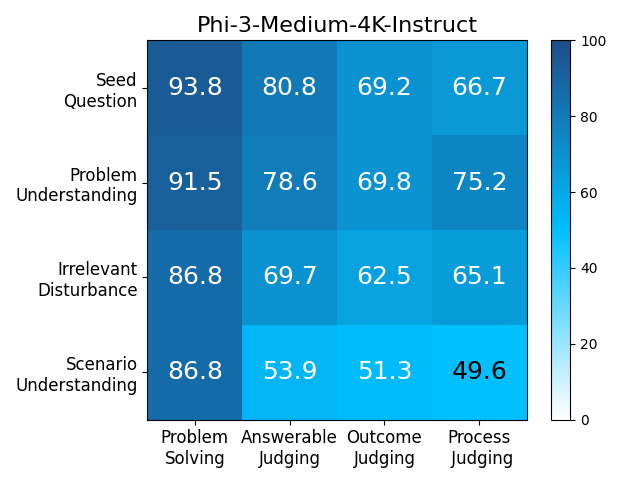 Phi-3-Medium-4K-Instruct
Seed
Question
93.8 80.8 69.2 66.7
Problem
Understanding
91.5 78.6 69.8 75.2
Irrelevant
Disturbance
86.8 69.7 62.5 65.1
Scenario
Understanding
86.8 53.9 51.3 49.6
Problem
Solving
Answerable
Judging
Outcome
Judging
Process
Judging
100
80
60
40
20
0